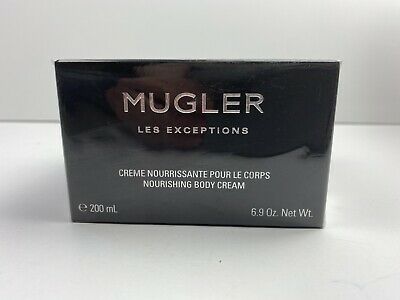 MUGLER
LES EXCEPTIONS
CREME NOURRISSANTE POUR LE CORPS
NOURISHING BODY CREAM
℮ 200 mL 6.9 Oz. Net Wt.